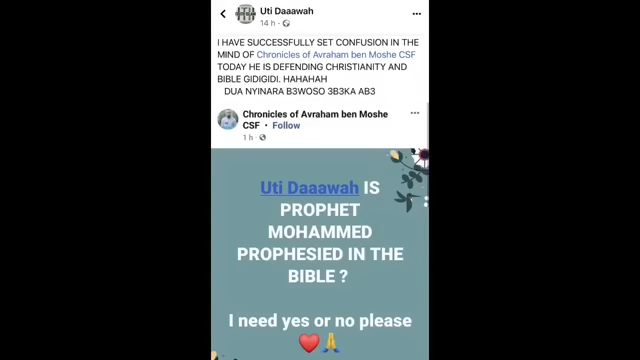 Uti Daaawah
14 h ·
I HAVE SUCCESSFULLY SET CONFUSION IN THE
MIND OF Chronicles of Avraham ben Moshe CSF
TODAY HE IS DEFENDING CHRISTIANITY AND
BIBLE GIDIGIDI. HAHAHAH
DUA NYINARA B3WOSO 3B3KA AB3
Chronicles of Avraham ben Moshe
CSF • Follow
1 h ·
Uti Daaawah IS
PROPHET
MOHAMMED
PROPHESIED IN THE
BIBLE ?
I need yes or no please
❤️🙏